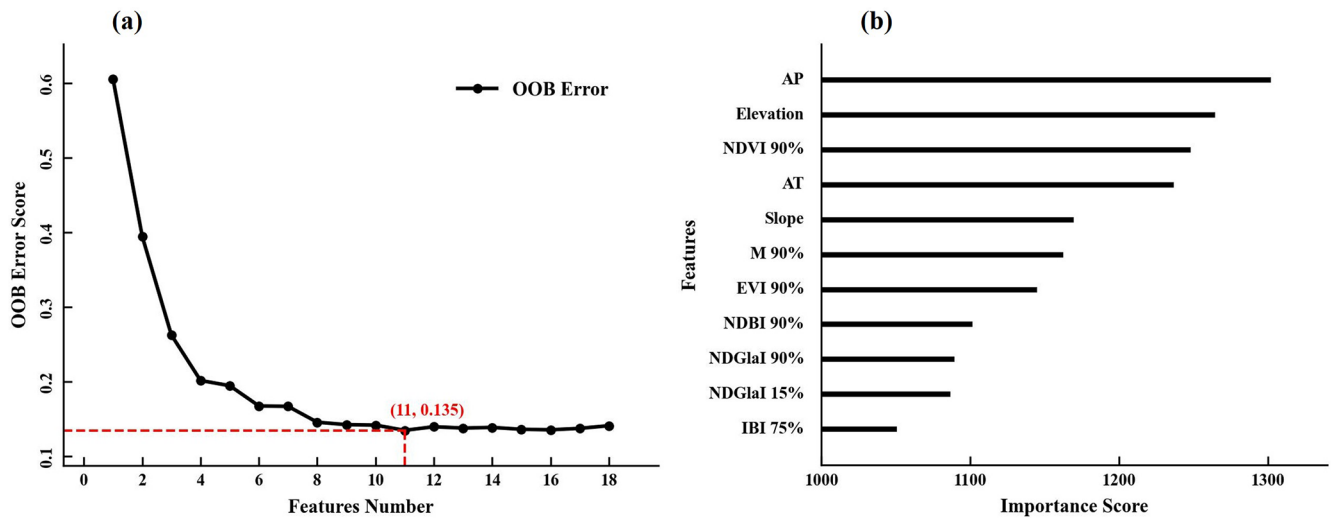 (a)
OOB Error
(11, 0.135)
OOB Error Score
0.6
0.5
0.4
0.3
0.2
0.1
0 2 4 6 8 10 12 14 16 18
Features Number
(b)
Features
AP
Elevation
NDVI 90%
AT
Slope
M 90%
EVI 90%
NDBI 90%
NDGlaI 90%
NDGlaI 15%
IBI 75%
1000 1100 1200 1300
Importance Score